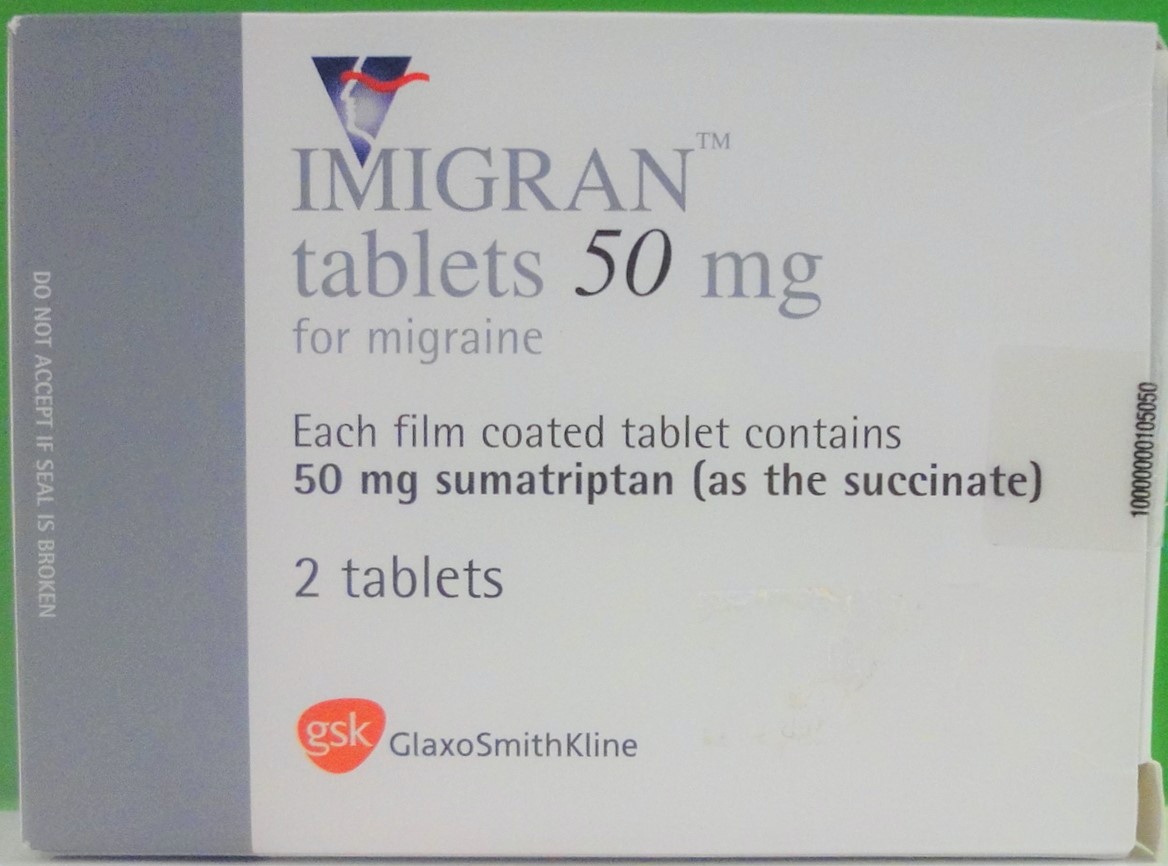 IMIGRAN™
tablets 50 mg
for migraine
Each film coated tablet contains
50 mg sumatriptan (as the succinate)
2 tablets
gsk GlaxoSmithKline
DO NOT ACCEPT IF SEAL IS BROKEN
100000000105050